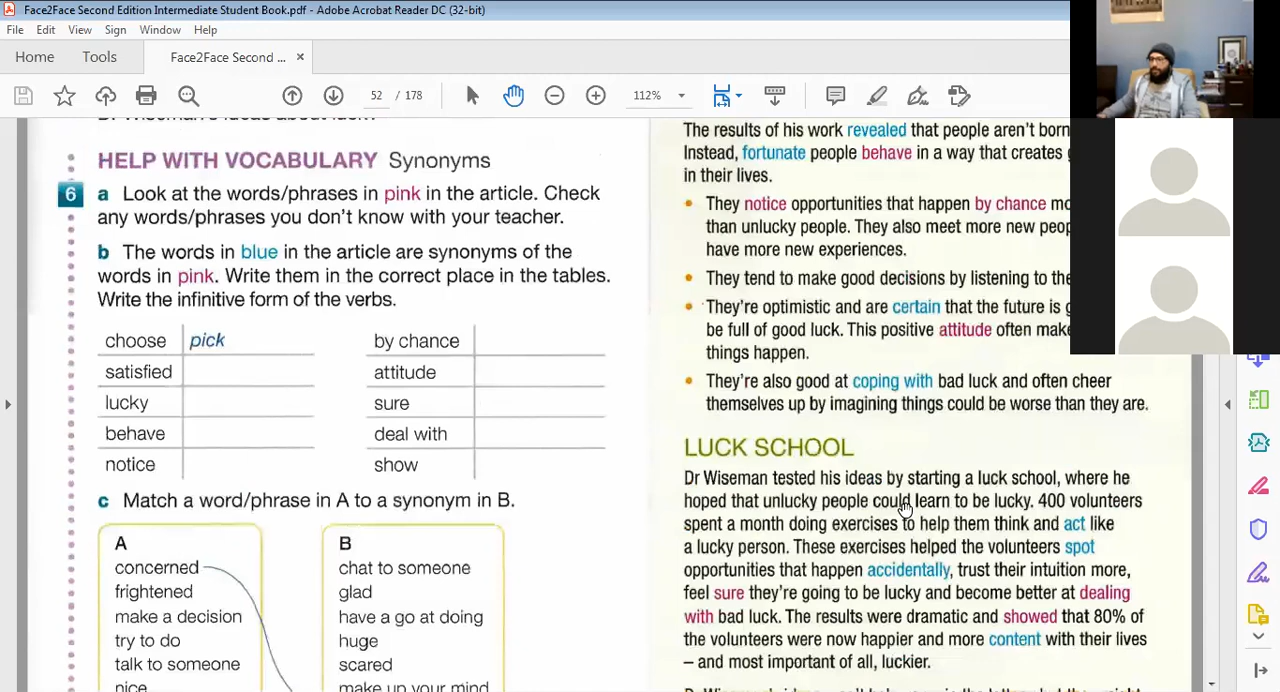 Face2Face Second Edition Intermediate Student Book.pdf - Adobe Acrobat Reader DC (32-bit)
File Edit View Sign Window Help
Home Tools Face2Face Second ... ×
52 / 178 112%
D. Wiseman's ideas about luck?
HELP WITH VOCABULARY Synonyms
6 a Look at the words/phrases in pink in the article. Check
any words/phrases you don't know with your teacher.
b The words in blue in the article are synonyms of the
words in pink. Write them in the correct place in the tables.
Write the infinitive form of the verbs.
choose pick
satisfied
lucky
behave
notice
by chance
attitude
sure
deal with
show
c Match a word/phrase in A to a synonym in B.
A
concerned
frightened
make a decision
try to do
talk to someone
nice
B
chat to someone
glad
have a go at doing
huge
scared
make up your mind
The results of his work revealed that people aren't born
Instead, fortunate people behave in a way that creates
in their lives.
• They notice opportunities that happen by chance
than unlucky people. They also meet more new
have more new experiences.
• They tend to make good decisions by listening to
• They're optimistic and are certain that the future is
be full of good luck. This positive attitude often
things happen.
• They're also good at coping with bad luck and often cheer
themselves up by imagining things could be worse than they are.
LUCK SCHOOL
Dr Wiseman tested his ideas by starting a luck school, where he
hoped that unlucky people could learn to be lucky. 400 volunteers
spent a month doing exercises to help them think and act like
a lucky person. These exercises helped the volunteers spot
opportunities that happen accidentally, trust their intuition more,
feel sure they're going to be lucky and become better at dealing
with bad luck. The results were dramatic and showed that 80% of
the volunteers were now happier and more content with their lives
– and most important of all, luckier.